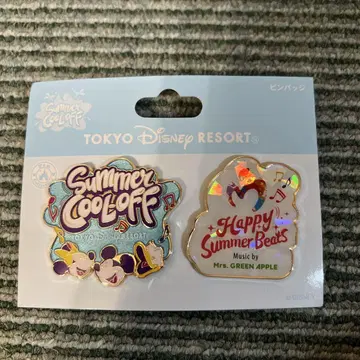 SUMMER
COOL-OFF
ピンバッジ
TOKYO Disney RESORT
Summer
COOL-OFF
Happy
Summer Beats
Music by
Mrs. GREEN APPLE